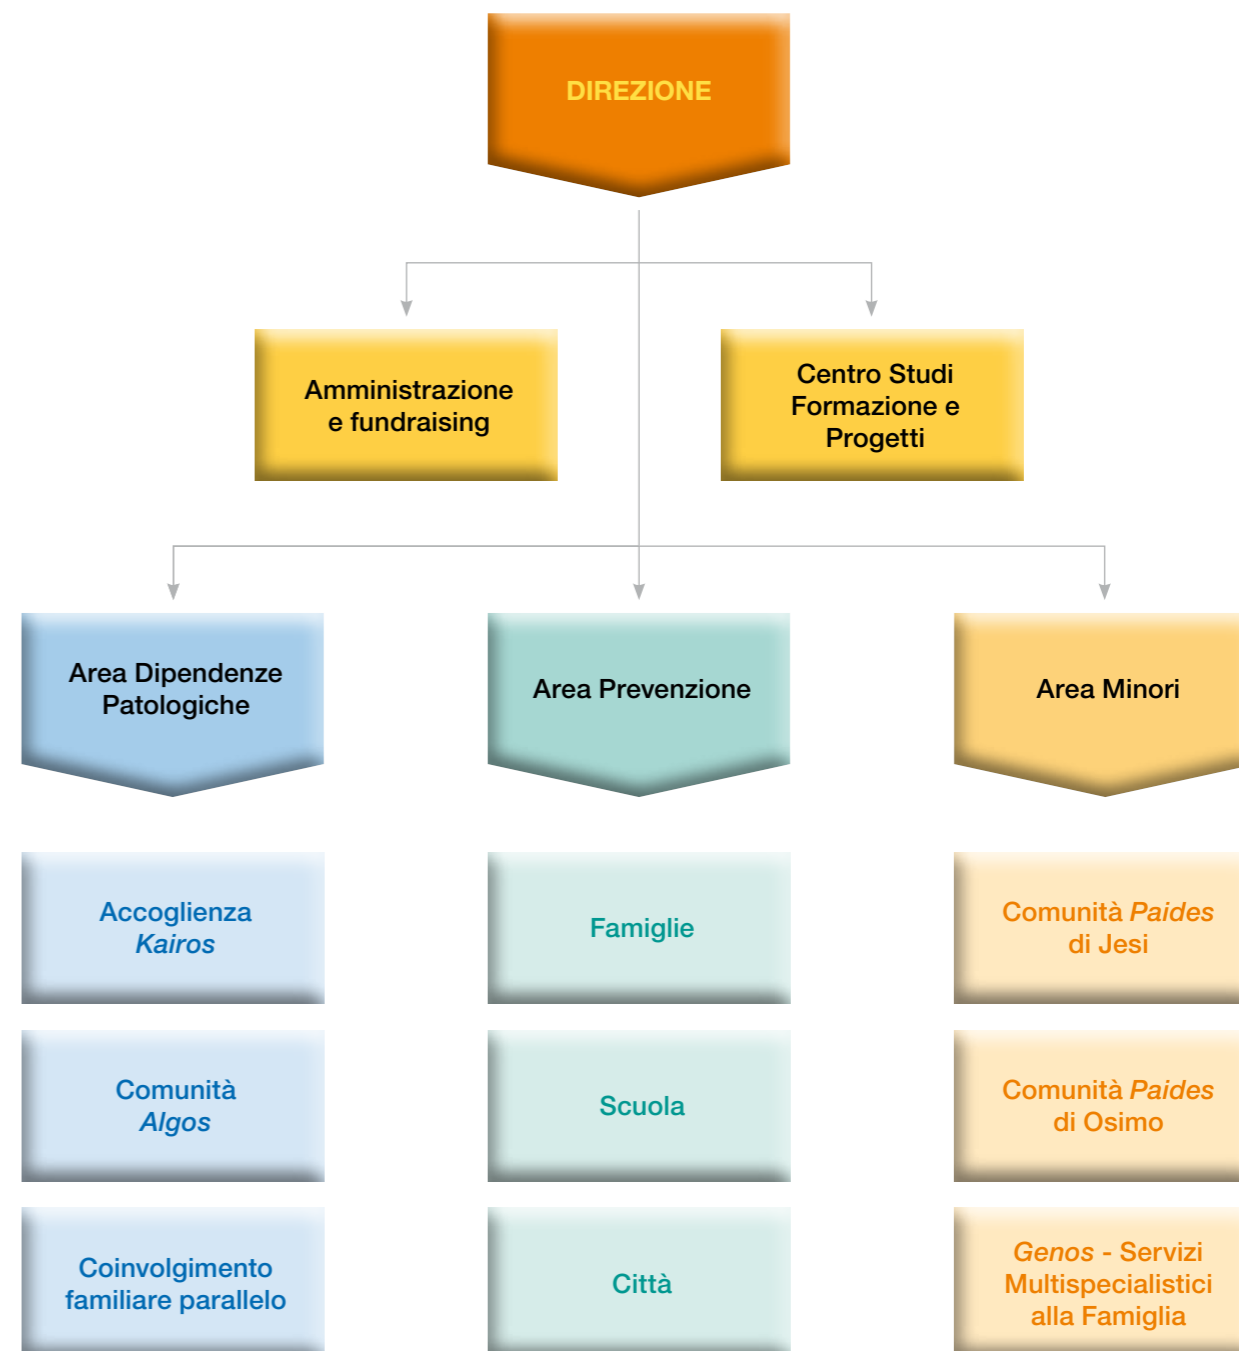 DIREZIONE
Amministrazione
e fundraising
Centro Studi
Formazione e
Progetti
Area Dipendenze
Patologiche
Area Prevenzione
Area Minori
Accoglienza
Kairos
Famiglie
Comunità Paides
di Jesi
Comunità
Algos
Scuola
Comunità Paides
di Osimo
Coinvolgimento
familiare parallelo
Città
Genos - Servizi
Multispecialistici
alla Famiglia